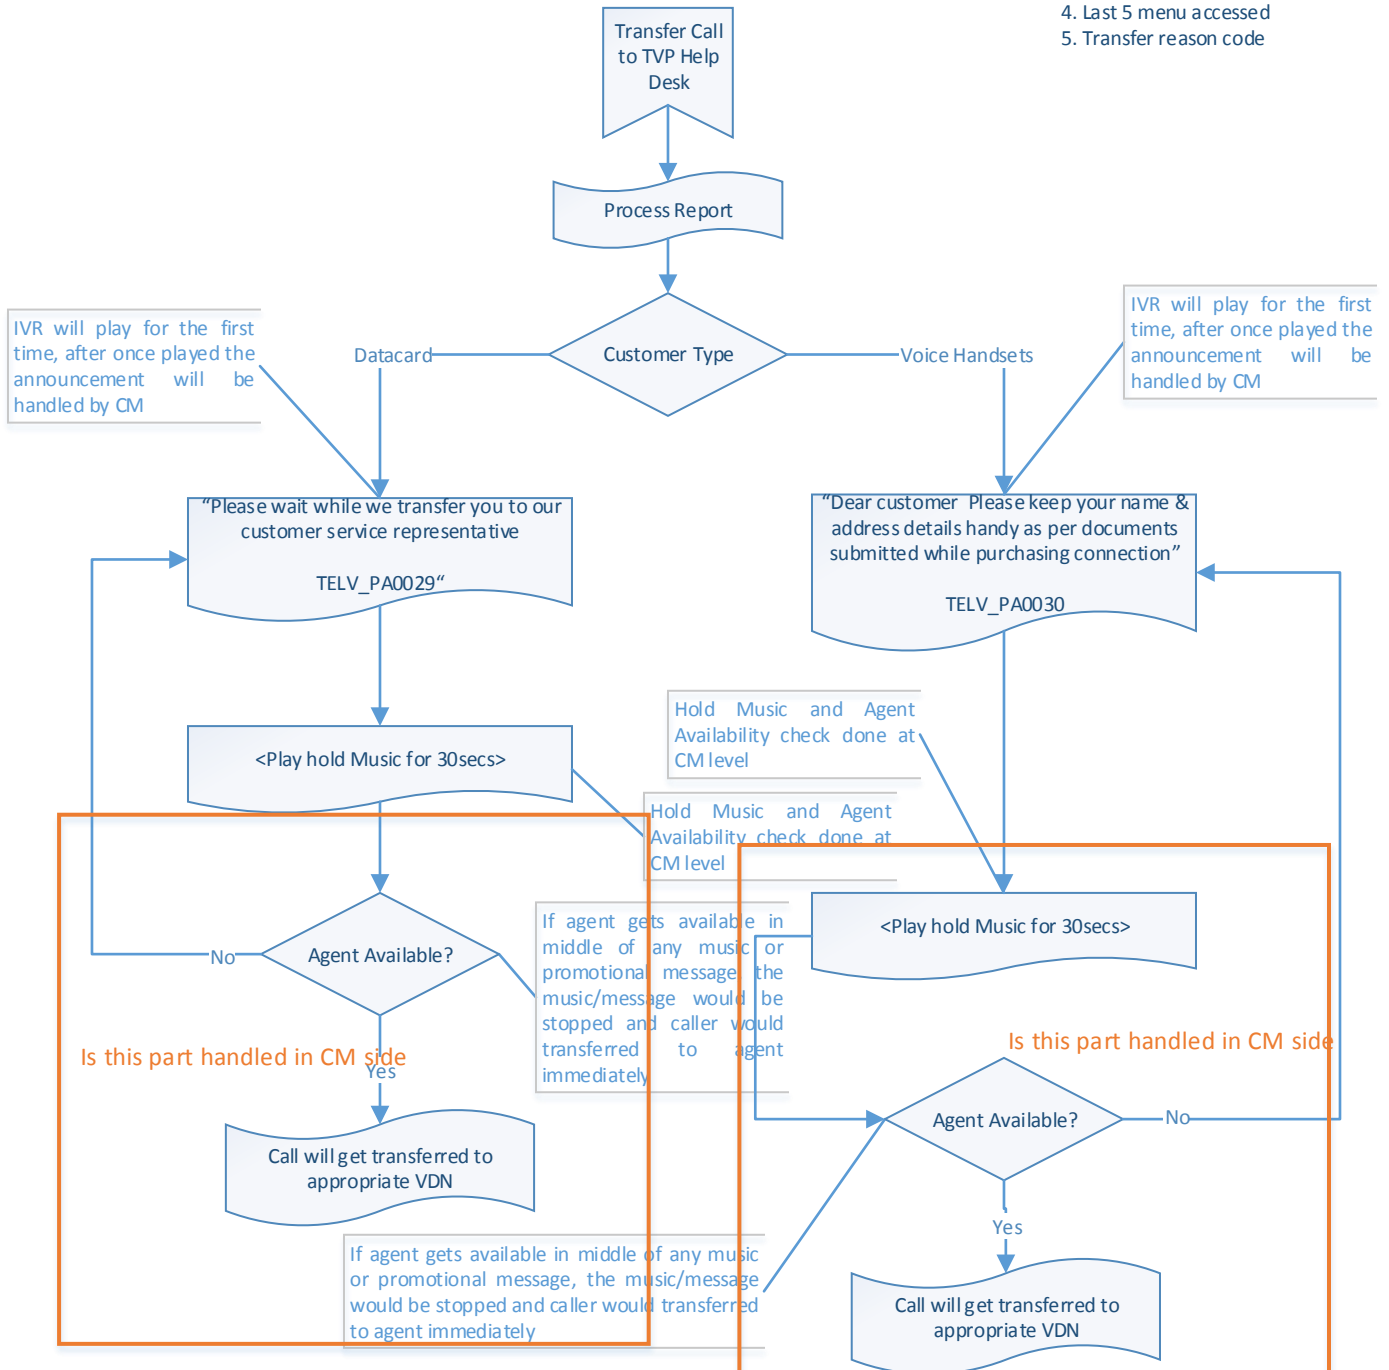 4. Last 5 menu accessed
5. Transfer reason code
Transfer Call
to TVP Help
Desk
Process Report
Customer Type
Datacard
Voice Handsets
IVR will play for the first
time, after once played the
announcement will be
handled by CM
IVR will play for the first
time, after once played the
announcement will be
handled by CM
“Please wait while we transfer you to our
customer service representative
TELV_PA0029“
“Dear customer Please keep your name &
address details handy as per documents
submitted while purchasing connection”
TELV_PA0030
Hold Music and Agent
Availability check done at
CM level
<Play hold Music for 30secs>
Hold Music and Agent
Availability check done at
CM level
<Play hold Music for 30secs>
If agent gets available in
middle of any music or
promotional message, the
music/message would be
stopped and caller would
transferred to agent
immediately
Agent Available?
No
Is this part handled in CM side
Yes
Is this part handled in CM side
Agent Available?
No
Call will get transferred to
appropriate VDN
Yes
If agent gets available in middle of any music
or promotional message, the music/message
would be stopped and caller would transferred
to agent immediately
Call will get transferred to
appropriate VDN